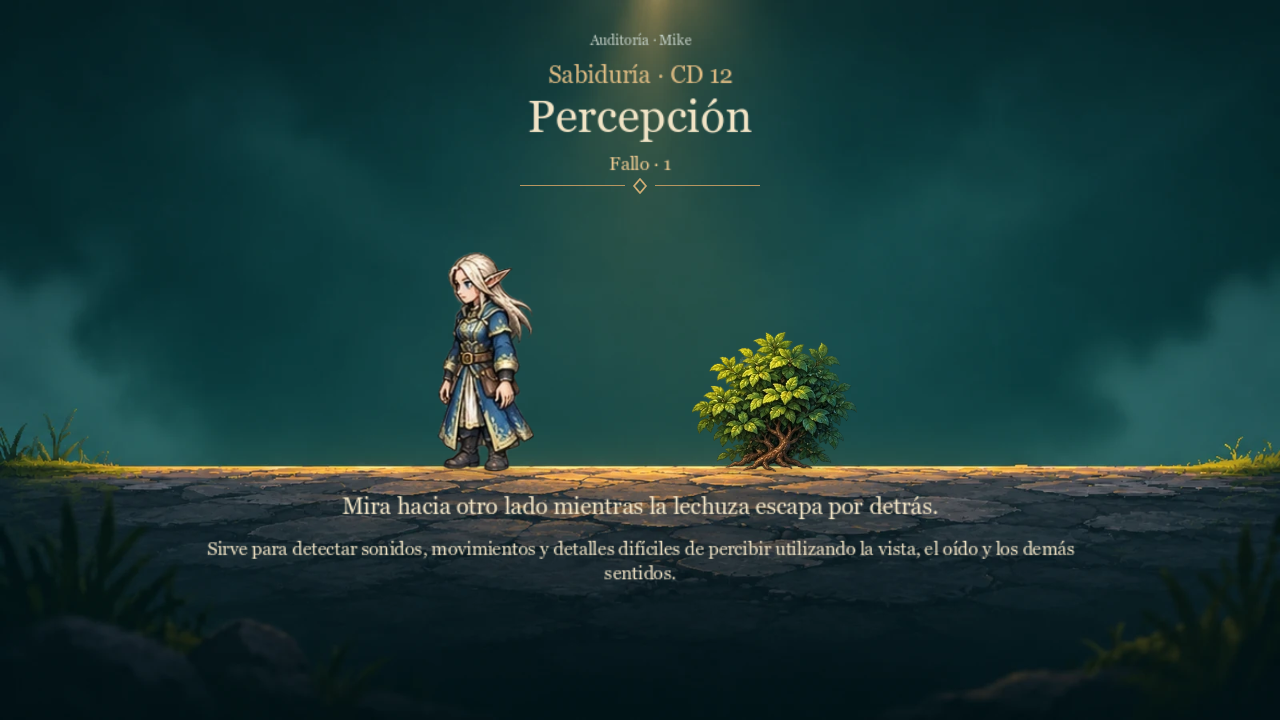 Auditoría · Mike
Sabiduría · CD 12
Percepción
Fallo · 1
Mira hacia otro lado mientras la lechuza escapa por detrás.
Sirve para detectar sonidos, movimientos y detalles difíciles de percibir utilizando la vista, el oído y los demás
sentidos.